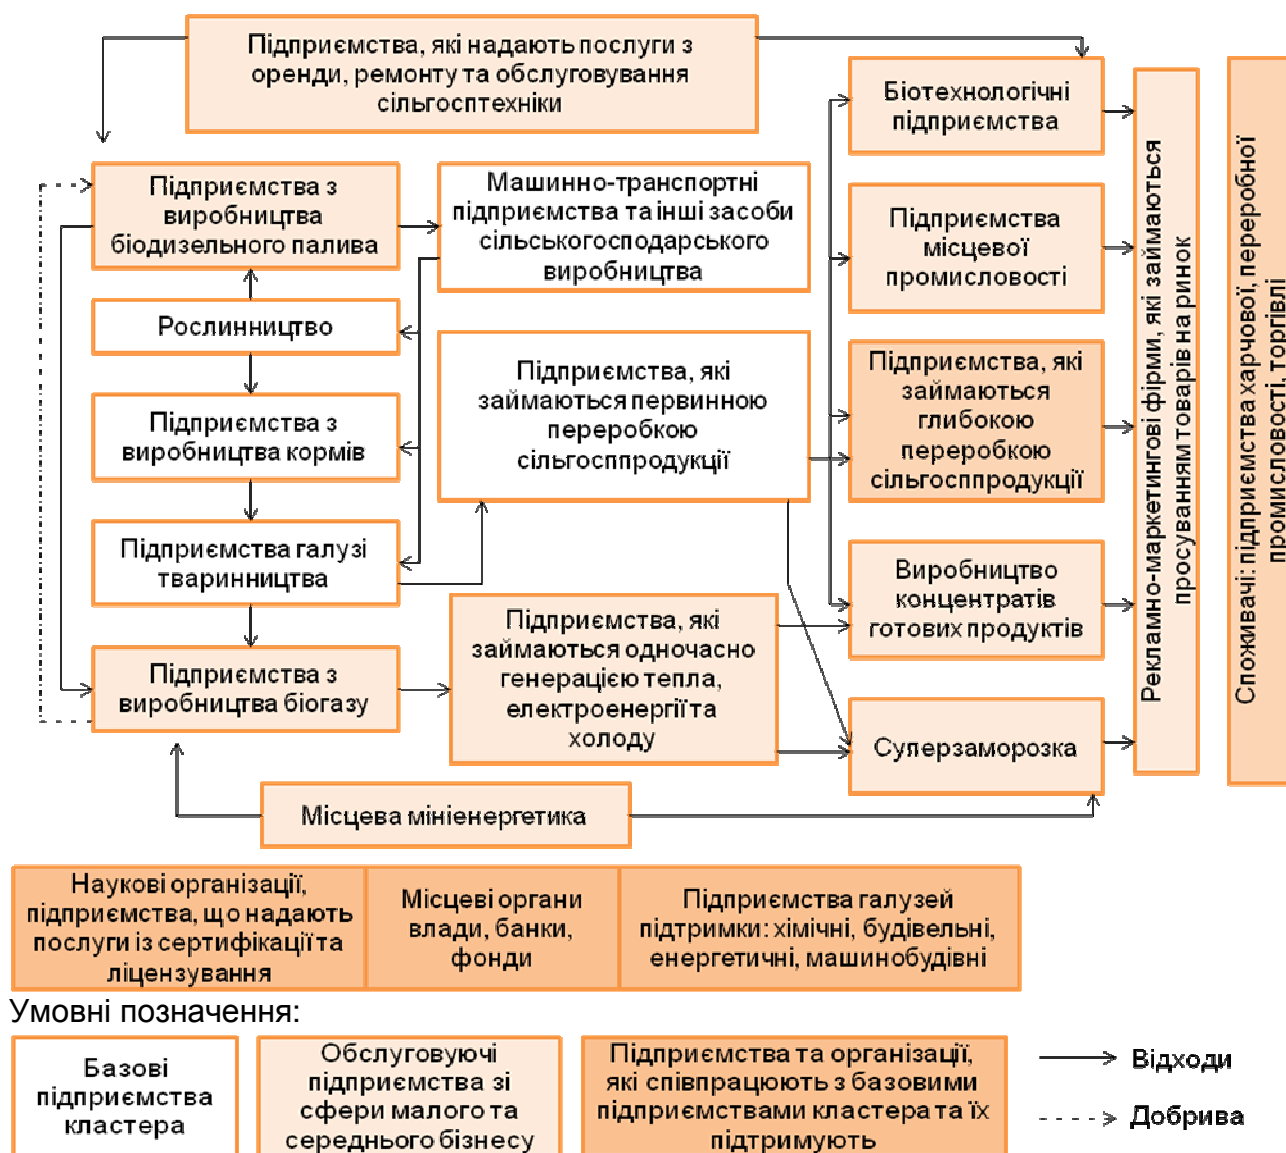 Підприємства, які надають послуги з
оренди, ремонту та обслуговування
сільгосптехніки
Біотехнологічні
підприємства
Підприємства з
виробництва
біодизельного палива
Машинно-транспортні
підприємства та інші засоби
сільськогосподарського
виробництва
Підприємства
місцевої
промисловості
Рослинництво
Підприємства, які
займаються первинною
переробкою
сільгосппродукції
Підприємства, які
займаються
глибокою
переробкою
сільгосппродукції
Підприємства з
виробництва кормів
Підприємства галузі
тваринництва
Виробництво
концентратів
готових продуктів
Підприємства з
виробництва біогазу
Підприємства, які
займаються одночасно
генерацією тепла,
електроенергії та
холоду
Суперзаморозка
Місцева мініенергетика
Рекламно-маркетингові фірми, які займаються
просуванням товарів на ринок
Споживачі: підприємства харчової, переробної
промисловості, торгівлі
Наукові організації,
підприємства, що надають
послуги із сертифікації та
ліцензування
Місцеві органи
влади, банки,
фонди
Підприємства галузей
підтримки: хімічні, будівельні,
енергетичні, машинобудівні
Умовні позначення:
Базові
підприємства
кластера
Обслуговуючі
підприємства зі
сфери малого та
середнього бізнесу
Підприємства та організації,
які співпрацюють з базовими
підприємствами кластера та їх
підтримують
Відходи
Добрива